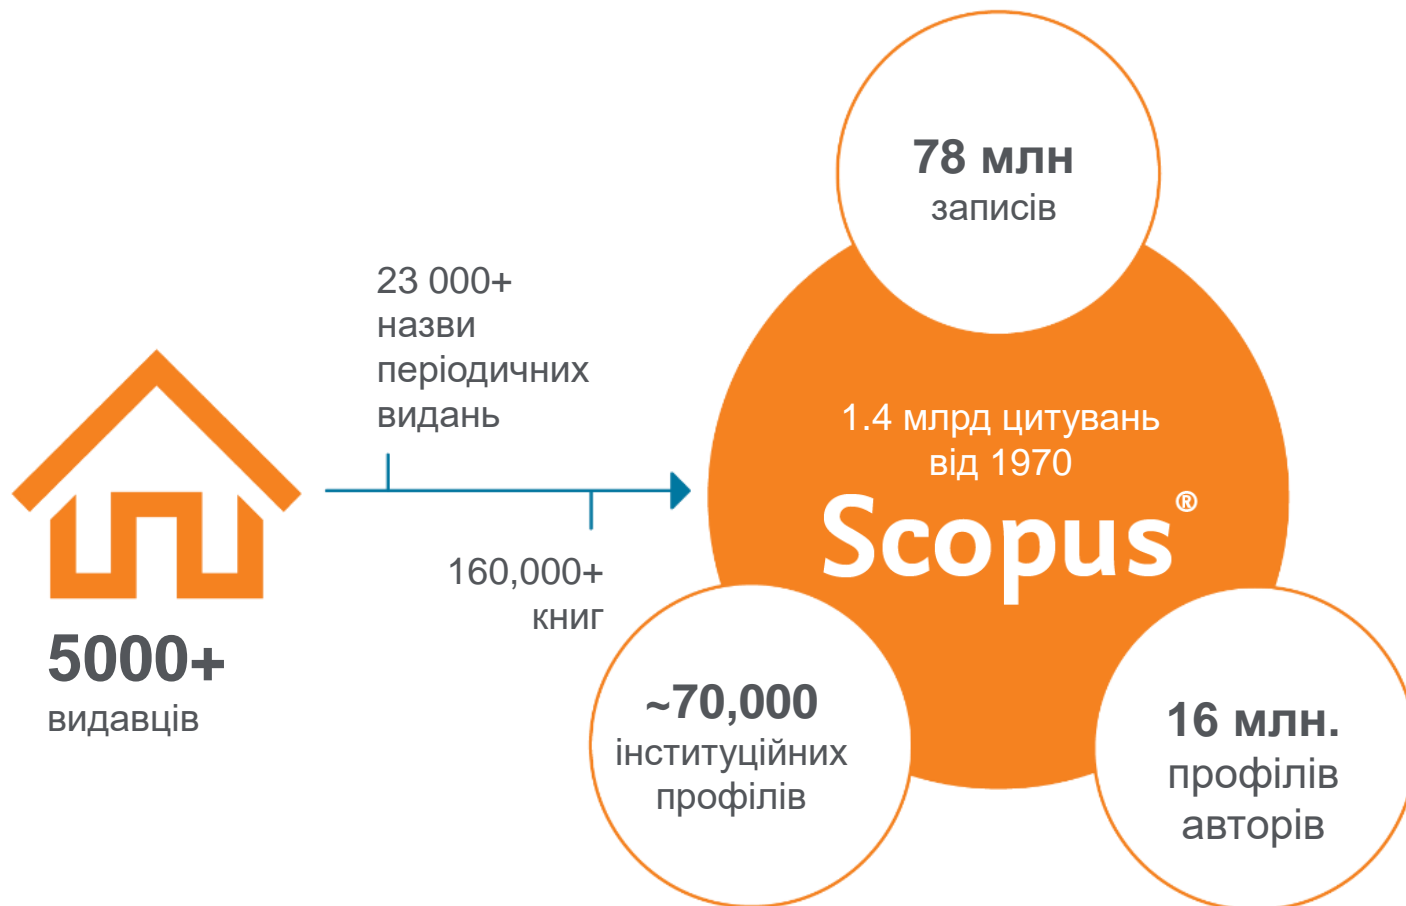 5000+
видавців
23 000+
назви
періодичних
видань
160,000+
книг
78 млн
записів
1.4 млрд цитувань
від 1970
Scopus®
~70,000
інституційних
профілів
16 млн.
профілів
авторів